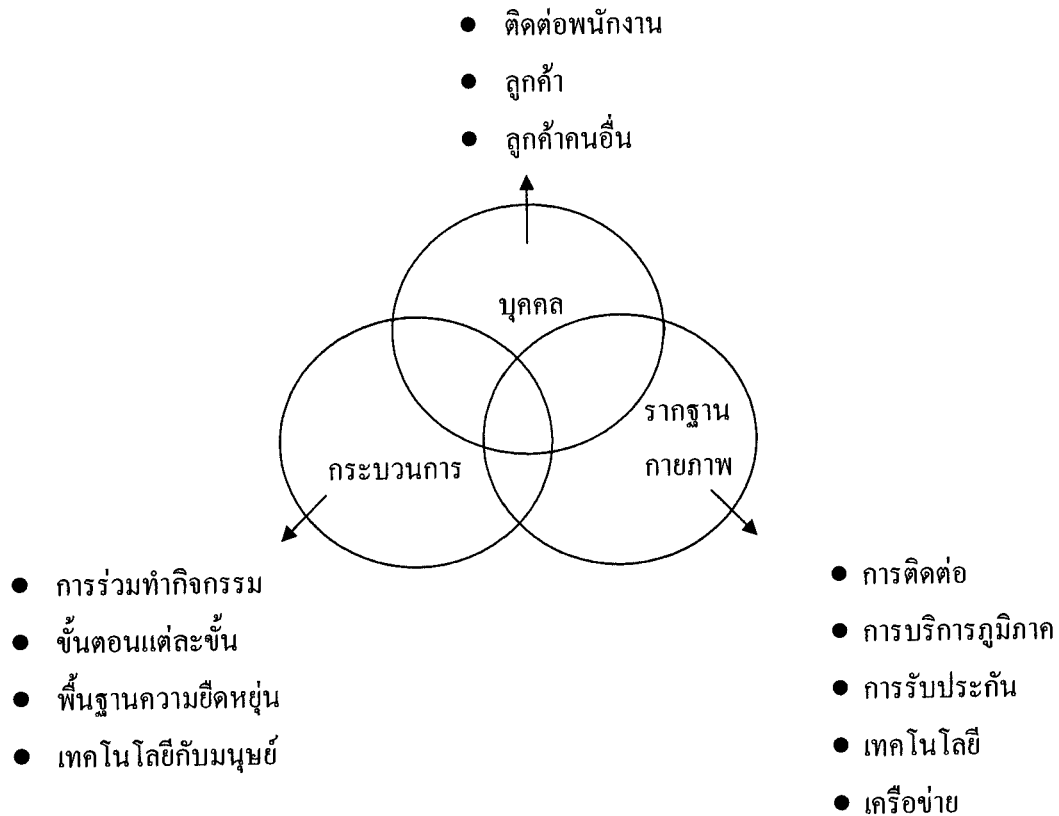 ● ติดต่อพนักงาน
● ลูกค้า
● ลูกค้าคนอื่น
บุคคล
รากฐาน
กายภาพ
กระบวนการ
● การร่วมทำกิจกรรม
● ขั้นตอนแต่ละขั้น
● พื้นฐานความยืดหยุ่น
● เทคโนโลยีกับมนุษย์
● การติดต่อ
● การบริการภูมิภาค
● การรับประกัน
● เทคโนโลยี
● เครือข่าย